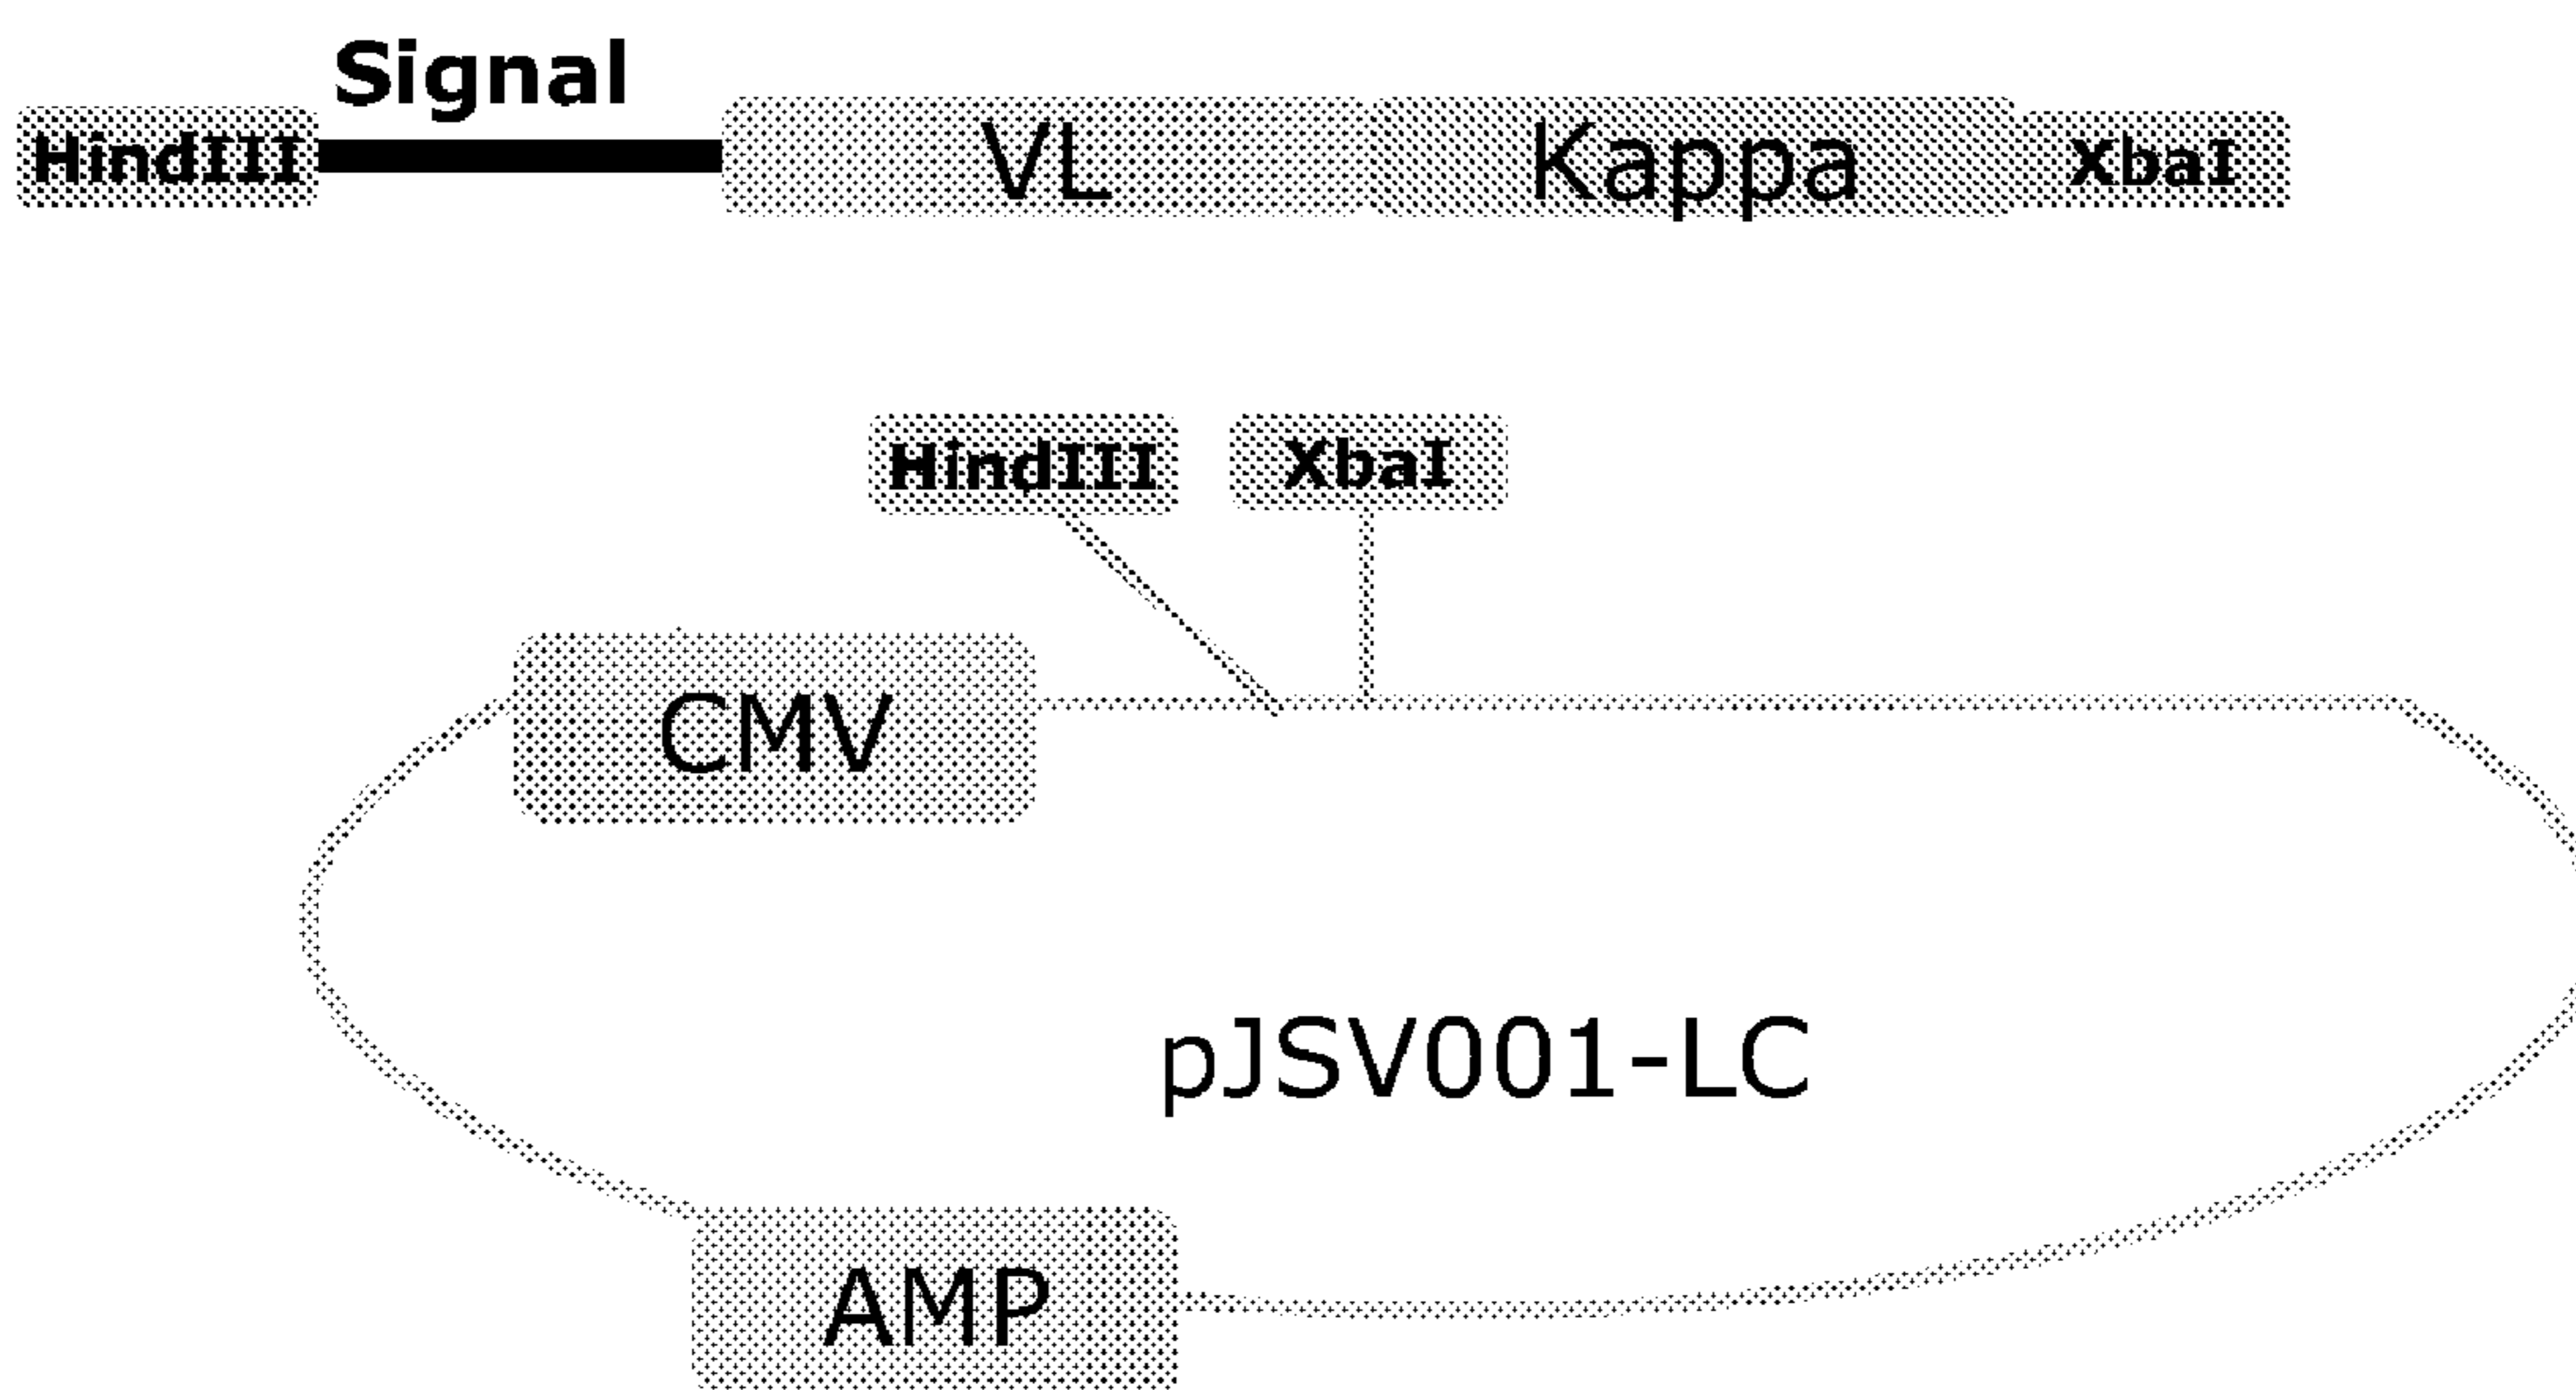 Signal
HindIII VL Kappa XbaI
HindIII XbaI
CMV
pJSV001-LC
AMP